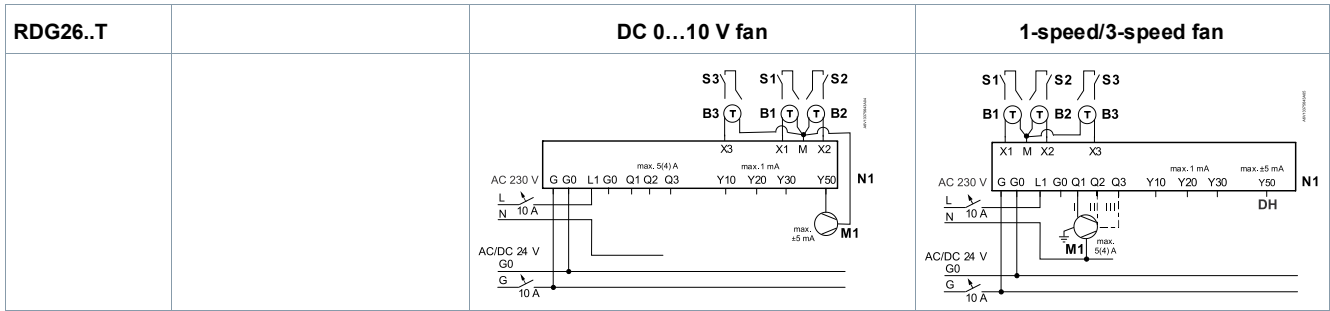 RDG26..T
DC 0…10 V fan
S3 S1 S2
B3 T B1 T T B2
X3 X1 M X2
max. 5(4) A max. 1 mA
AC 230 V G G0 L1 G0 Q1 Q2 Q3 Y10 Y20 Y30 Y50 N1
L
10 A
N
max.
±5 mA
M1
AC/DC 24 V
G0
G
10 A
1-speed/3-speed fan
S1 S2 S3
B1 T T B2 T B3
X1 M X2 X3
max. 1 mA max. ±5 mA
AC 230 V G G0 L1 G0 Q1 Q2 Q3 Y10 Y20 Y30 Y50 N1
DH
L
10 A
I II III
N
M1
max.
5(4) A
AC/DC 24 V
G0
G
10 A